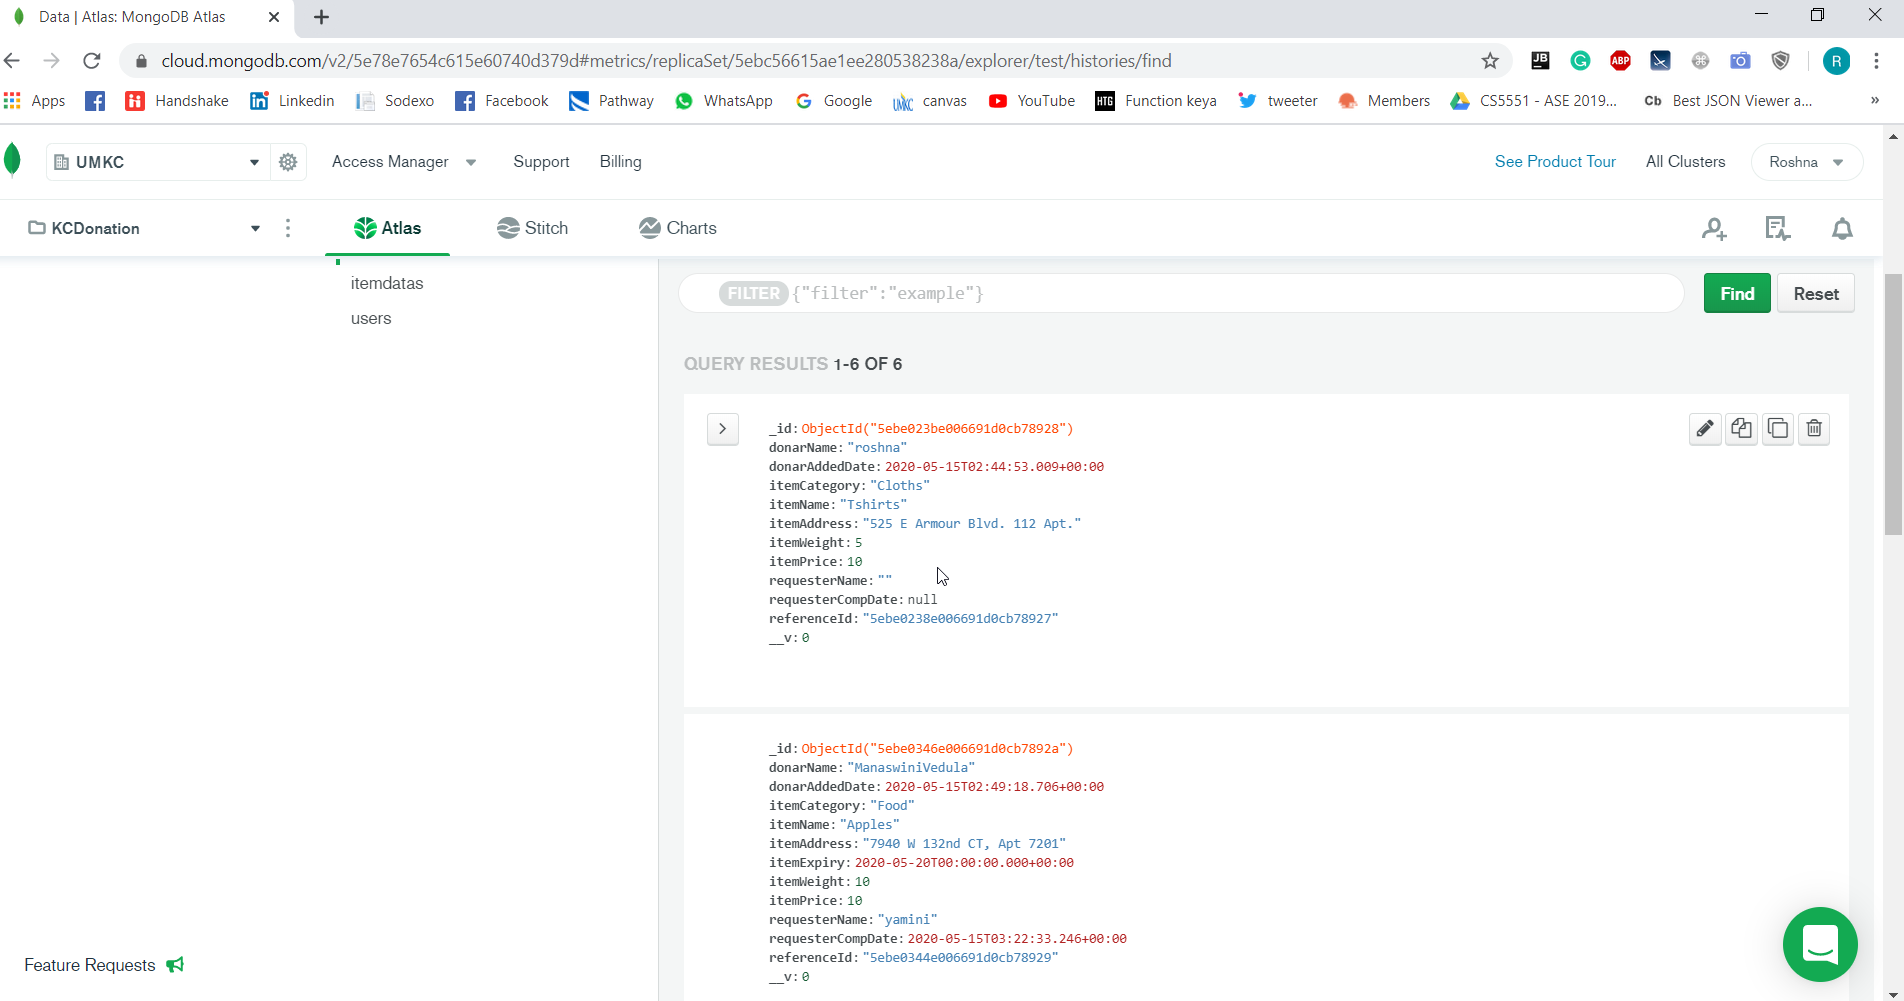 Data | Atlas: MongoDB Atlas
cloud.mongodb.com/v2/5e78e7654c615e60740d379d#metrics/replicaSet/5ebc56615ae1ee280538238a/explorer/test/histories/find
JB
ABP
R
Apps Handshake Linkedin Sodexo Facebook Pathway WhatsApp Google UMKC canvas YouTube HTG Function keya tweeter Members CS5551 - ASE 2019... Cb Best JSON Viewer a... »
UMKC Access Manager Support Billing See Product Tour All Clusters Roshna
KCDonation Atlas Stitch Charts
itemdatas
users
FILTER {"filter":"example"} Find Reset
QUERY RESULTS 1-6 OF 6
_id: ObjectId("5ebe023be006691d0cb78928")
donarName: "roshna"
donarAddedDate: 2020-05-15T02:44:53.009+00:00
itemCategory: "Cloths"
itemName: "Tshirts"
itemAddress: "525 E Armour Blvd. 112 Apt."
itemWeight: 5
itemPrice: 10
requesterName: ""
requesterCompDate: null
referenceId: "5ebe0238e006691d0cb78927"
__v: 0
_id: ObjectId("5ebe0346e006691d0cb7892a")
donarName: "ManaswiniVedula"
donarAddedDate: 2020-05-15T02:49:18.706+00:00
itemCategory: "Food"
itemName: "Apples"
itemAddress: "7940 W 132nd CT, Apt 7201"
itemExpiry: 2020-05-20T00:00:00.000+00:00
itemWeight: 10
itemPrice: 10
requesterName: "yamini"
requesterCompDate: 2020-05-15T03:22:33.246+00:00
referenceId: "5ebe0344e006691d0cb78929"
__v: 0
Feature Requests